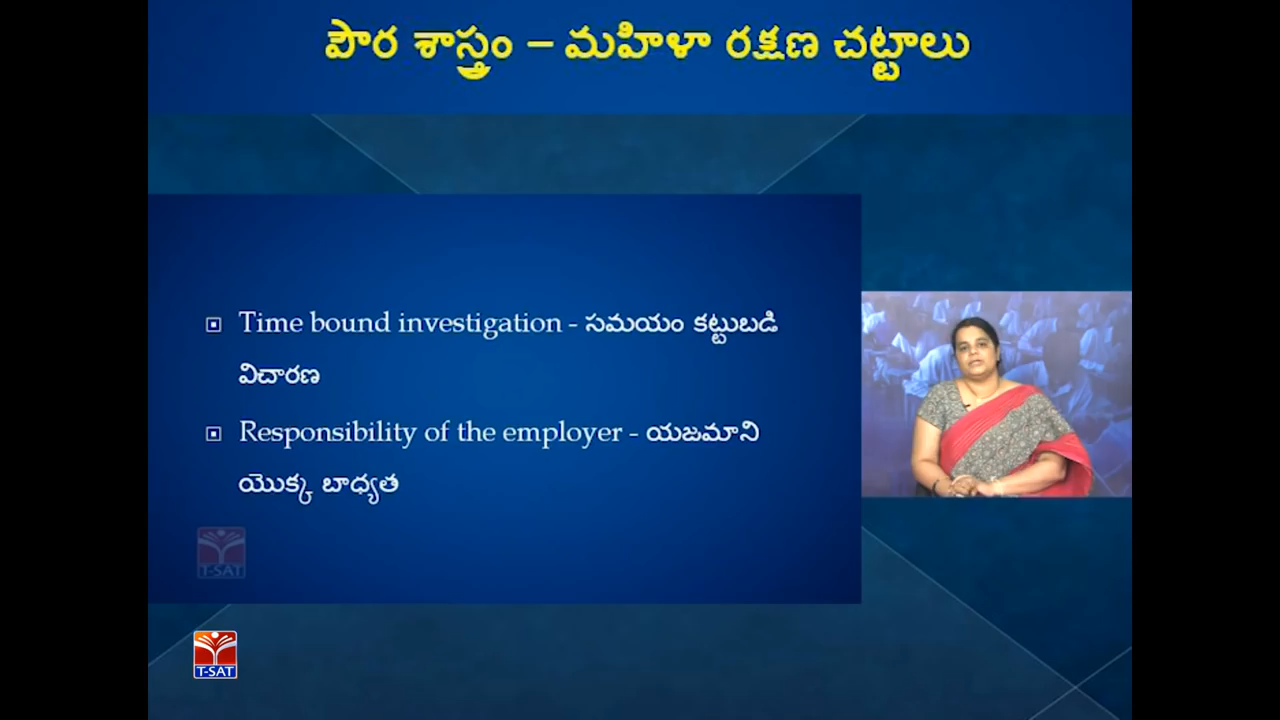 పౌర శాస్త్రం – మహిళా రక్షణ చట్టాలు
Time bound investigation - సమయం కట్టుబడి
విచారణ
Responsibility of the employer - యజమాని
యొక్క బాధ్యత
T-SAT
T-SAT